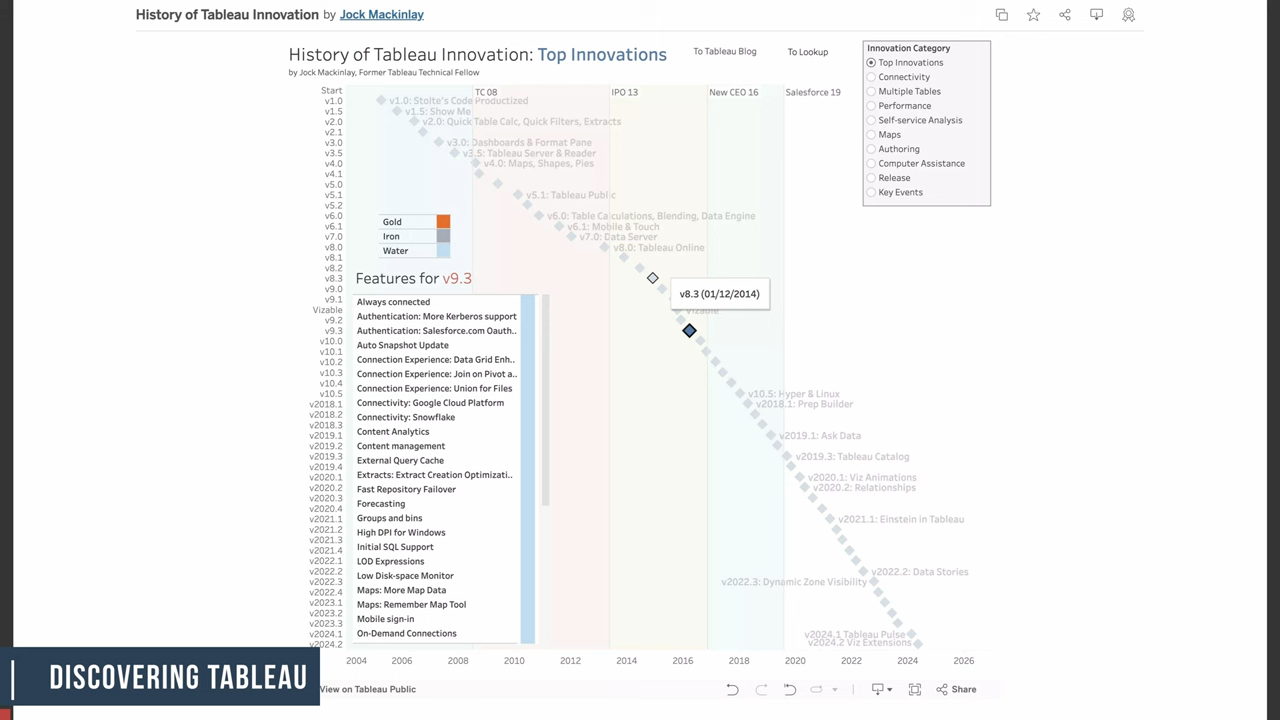 History of Tableau Innovation by Jock Mackinlay
History of Tableau Innovation: Top Innovations
To Tableau Blog
To Lookup
by Jock Mackinlay, Former Tableau Technical Fellow
Innovation Category
Top Innovations
Connectivity
Multiple Tables
Performance
Self-service Analysis
Maps
Authoring
Computer Assistance
Release
Key Events
TC 08
IPO 13
New CEO 16
Salesforce 19
Start
v1.0
v1.5
v2.0
v2.1
v3.0
v3.5
v4.0
v4.1
v5.0
v5.1
v5.2
v6.0
v6.1
v7.0
v8.0
v8.1
v8.2
v8.3
v9.0
v9.1
Vizable
v9.2
v9.3
v10.0
v10.1
v10.2
v10.3
v10.4
v10.5
v2018.1
v2018.2
v2018.3
v2019.1
v2019.2
v2019.3
v2019.4
v2020.1
v2020.2
v2020.3
v2020.4
v2021.1
v2021.2
v2021.3
v2021.4
v2022.1
v2022.2
v2022.3
v2022.4
v2023.1
v2023.2
v2023.3
v2024.1
v2024.2
v1.0: Stolte's Code Productized
v1.5: Show Me
v2.0: Quick Table Calc, Quick Filters, Extracts
v3.0: Dashboards & Format Pane
v3.5: Tableau Server & Reader
v4.0: Maps, Shapes, Pies
v5.1: Tableau Public
v6.0: Table Calculations, Blending, Data Engine
v6.1: Mobile & Touch
v7.0: Data Server
v8.0: Tableau Online
v8.3 (01/12/2014)
Vizable
v10.5: Hyper & Linux
v2018.1: Prep Builder
v2019.1: Ask Data
v2019.3: Tableau Catalog
v2020.1: Viz Animations
v2020.2: Relationships
v2021.1: Einstein in Tableau
v2022.2: Data Stories
v2022.3: Dynamic Zone Visibility
v2024.1 Tableau Pulse
v2024.2 Viz Extensions
Gold
Iron
Water
Features for v9.3
Always connected
Authentication: More Kerberos support
Authentication: Salesforce.com Oauth..
Auto Snapshot Update
Connection Experience: Data Grid Enh..
Connection Experience: Join on Pivot a..
Connection Experience: Union for Files
Connectivity: Google Cloud Platform
Connectivity: Snowflake
Content Analytics
Content management
External Query Cache
Extracts: Extract Creation Optimizati..
Fast Repository Failover
Forecasting
Groups and bins
High DPI for Windows
Initial SQL Support
LOD Expressions
Low Disk-space Monitor
Maps: More Map Data
Maps: Remember Map Tool
Mobile sign-in
On-Demand Connections
2004 2006 2008 2010 2012 2014 2016 2018 2020 2022 2024 2026
DISCOVERING TABLEAU
View on Tableau Public
Share